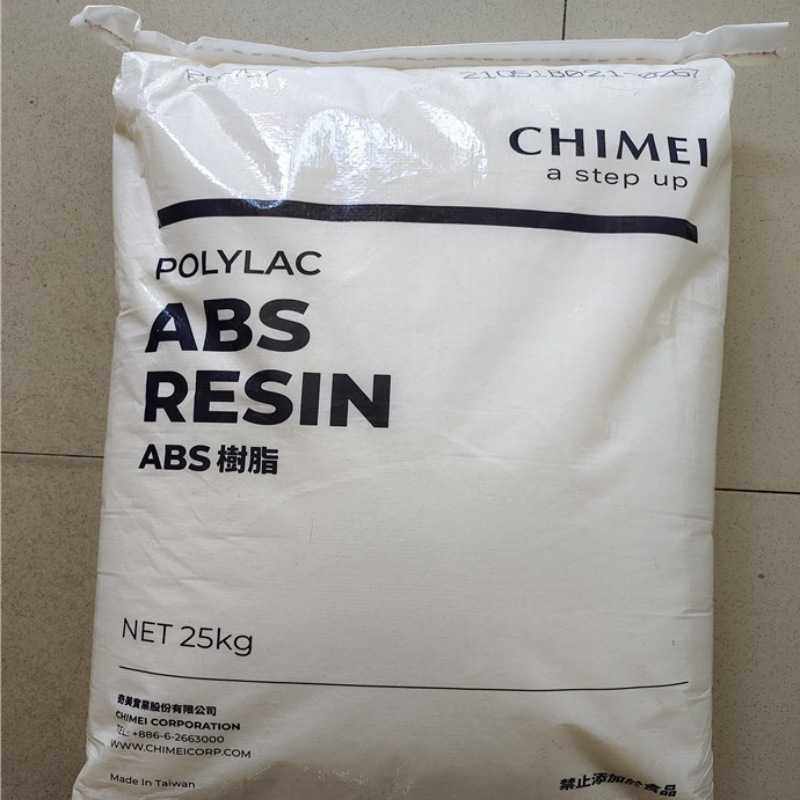 21051B021-0267
CHIMEI
a step up
POLYLAC
ABS
RESIN
ABS 樹脂
NET 25kg
奇美實業股份有限公司
CHIMEI CORPORATION
TEL: +886-6-2663000
WWW.CHIMEICORP.COM
Made In Taiwan
禁止添加於食品